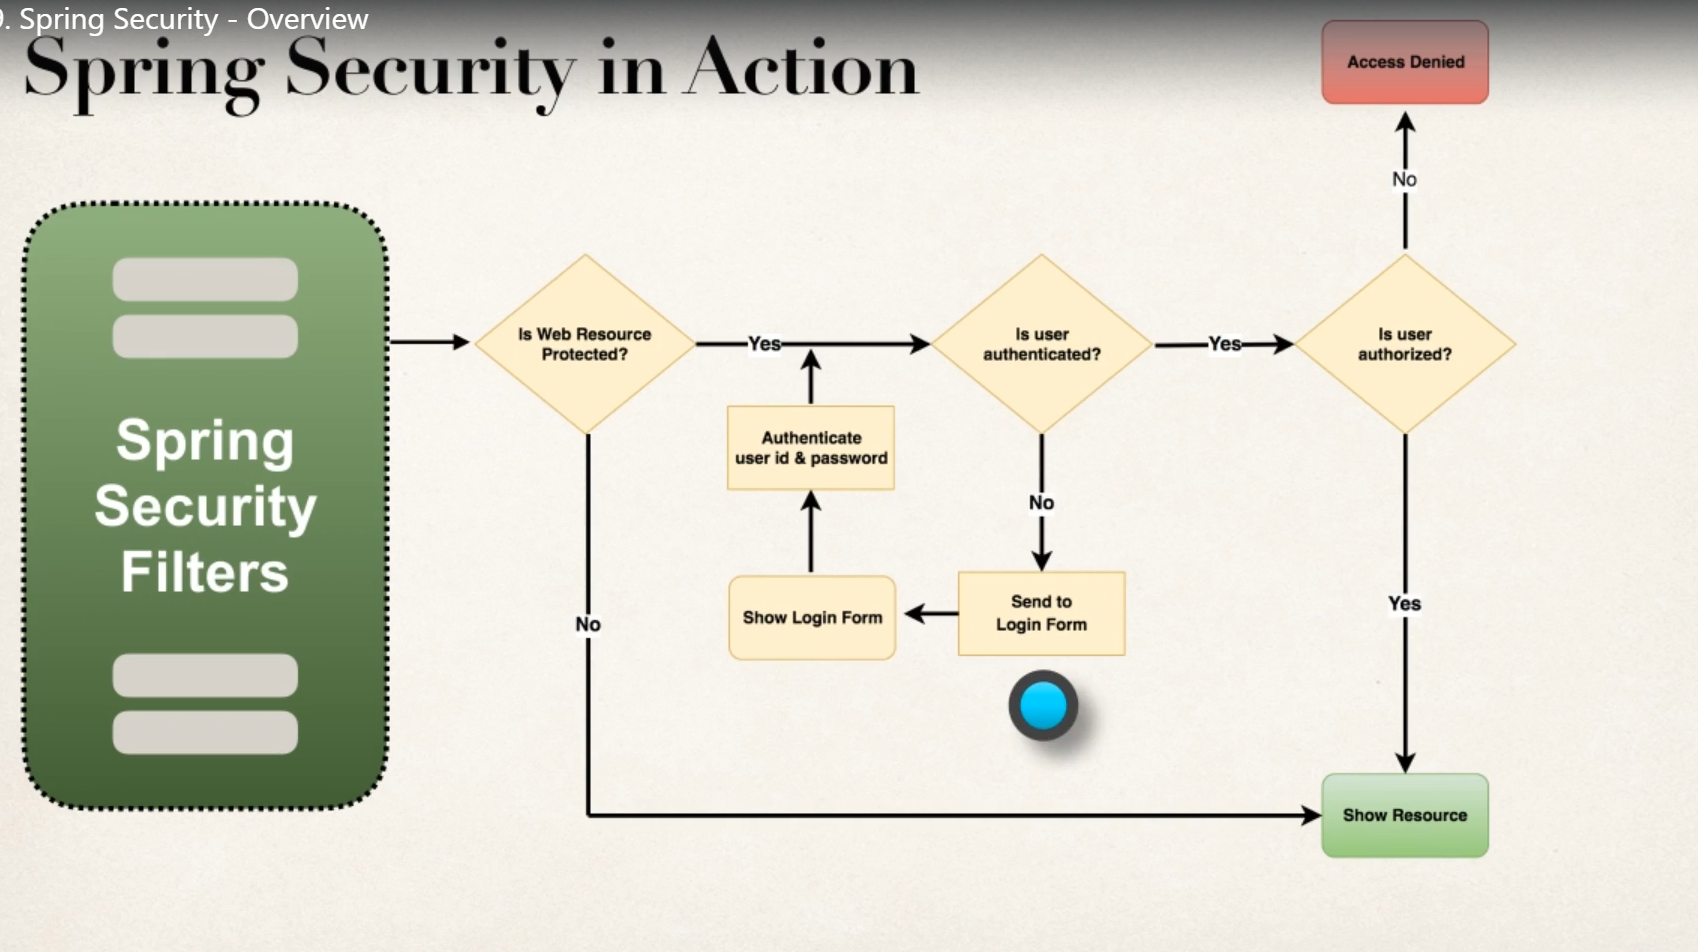 9. Spring Security - Overview
Spring Security in Action
Access Denied
No
Spring
Security
Filters
Is Web Resource
Protected?
Yes
Is user
authenticated?
Yes
Is user
authorized?
Authenticate
user id & password
No
Send to
Login Form
Show Login Form
No
Yes
Show Resource